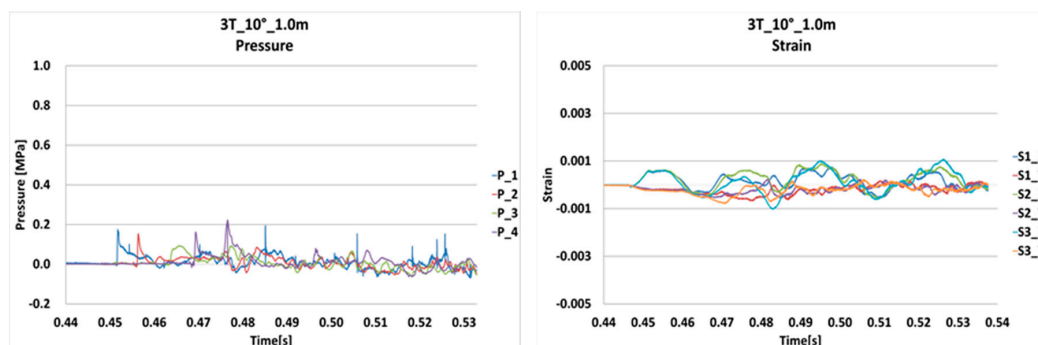 3T_10°_1.0m
Pressure
1.0
0.8
0.6
0.4
0.2
0.0
-0.2
Pressure [MPa]
0.44 0.45 0.46 0.47 0.48 0.49 0.50 0.51 0.52 0.53
Time[s]
P_1
P_2
P_3
P_4
3T_10°_1.0m
Strain
0.005
0.003
0.001
-0.001
-0.003
-0.005
Strain
0.44 0.45 0.46 0.47 0.48 0.49 0.50 0.51 0.52 0.53 0.54
Time[s]
S1_
S1_
S2_
S2_
S3_
S3_